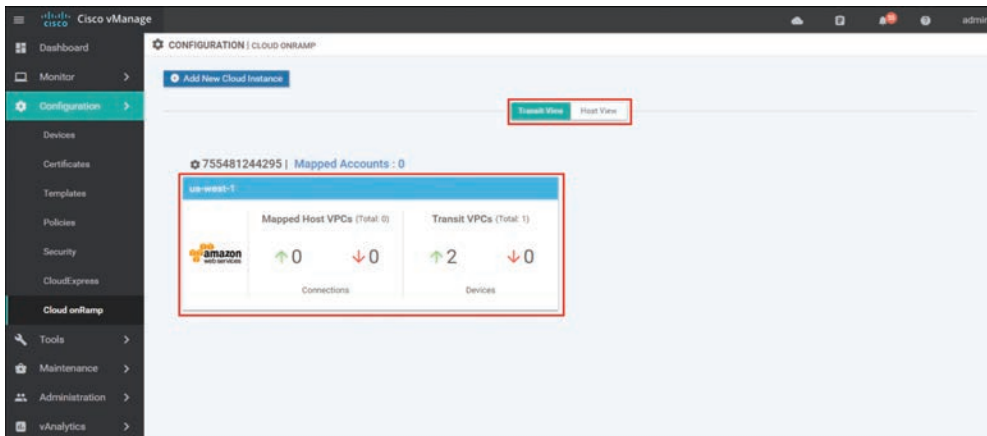 cisco Cisco vManage
admin
Dashboard
CONFIGURATION | CLOUD ONRAMP
Monitor
Add New Cloud Instance
Configuration
Transit View Host View
Devices
Certificates
755481244295 | Mapped Accounts : 0
Templates
us-west-1
Policies
Mapped Host VPCs (Total: 0) Transit VPCs (Total: 1)
Security
amazon
web services
0 0 2 0
CloudExpress
Connections Devices
Cloud onRamp
Tools
Maintenance
Administration
vAnalytics